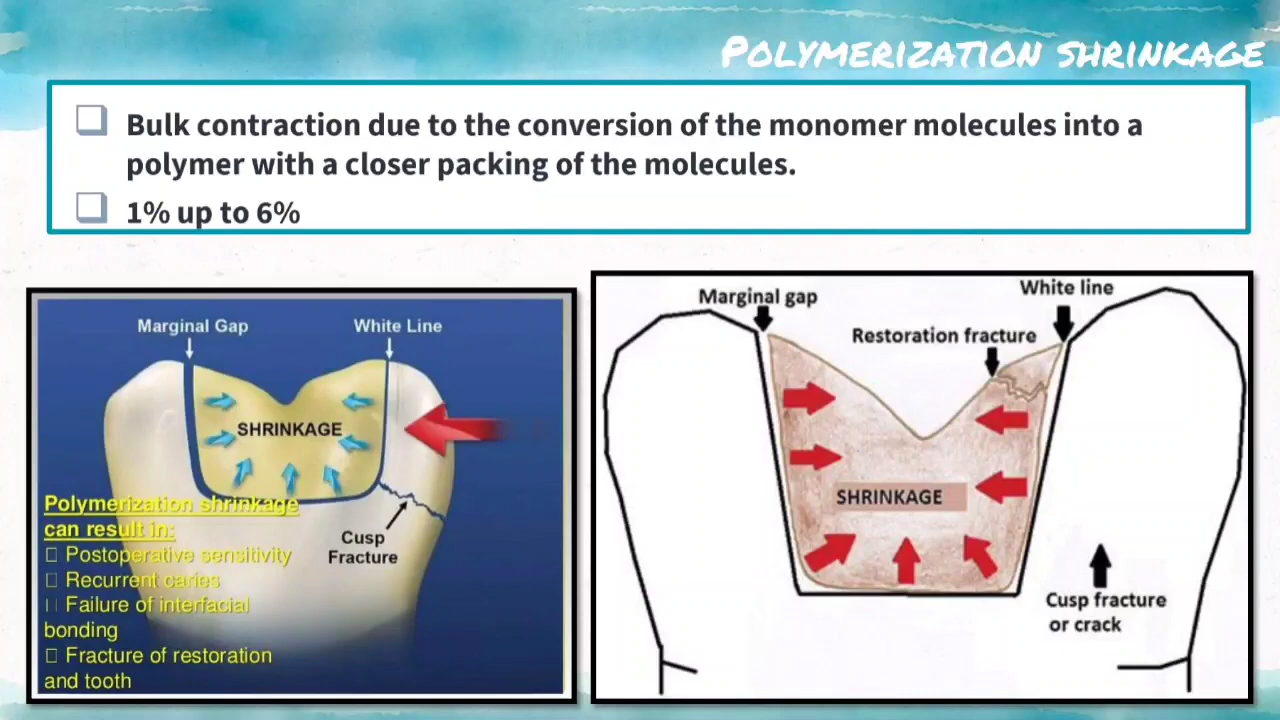 POLYMERIZATION SHRINKAGE
Bulk contraction due to the conversion of the monomer molecules into a
polymer with a closer packing of the molecules.
1% up to 6%
Marginal Gap
White Line
SHRINKAGE
Cusp
Fracture
Polymerization shrinkage
can result in:
Postoperative sensitivity
Recurrent caries
Failure of interfacial
bonding
Fracture of restoration
and tooth
Marginal gap
White line
Restoration fracture
SHRINKAGE
Cusp fracture
or crack